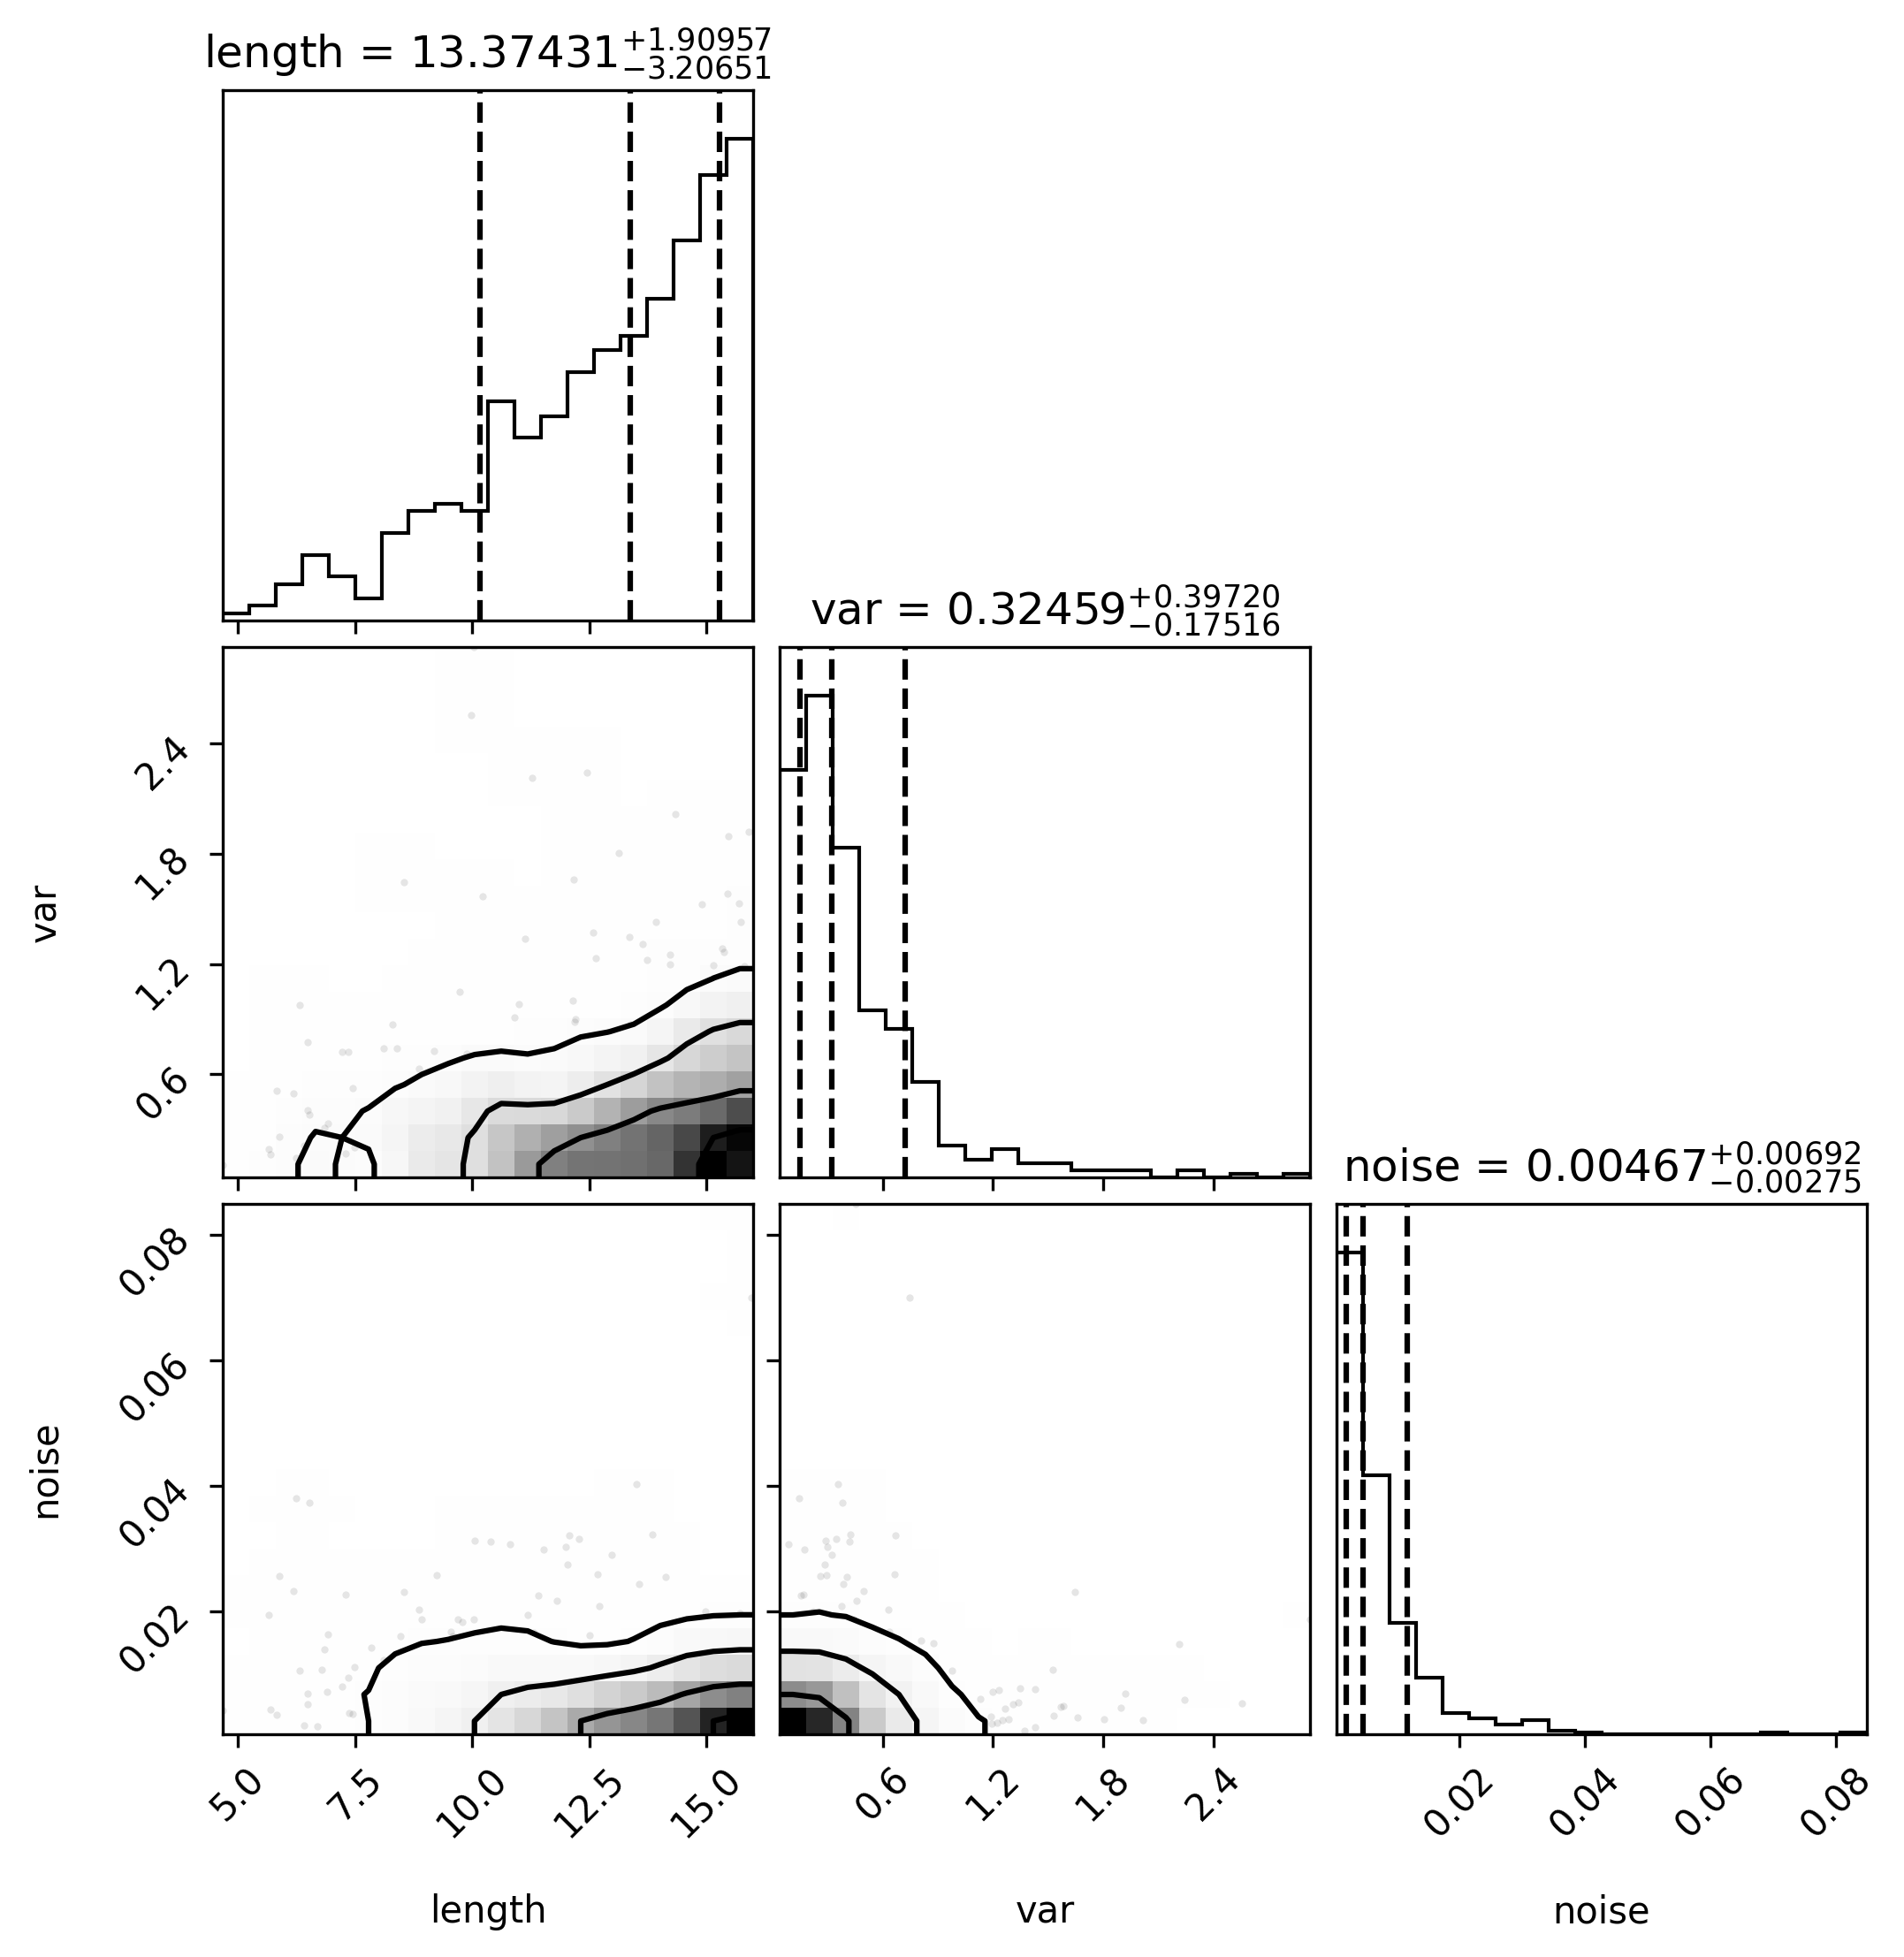 length = 13.37431 +1.90957 −3.20651
var = 0.32459 +0.39720 −0.17516
2.4
1.8
1.2
0.6
var
noise = 0.00467 +0.00692 −0.00275
0.08
0.06
0.04
0.02
noise
5.0 7.5 10.0 12.5 15.0 0.6 1.2 1.8 2.4 0.02 0.04 0.06 0.08
length var noise